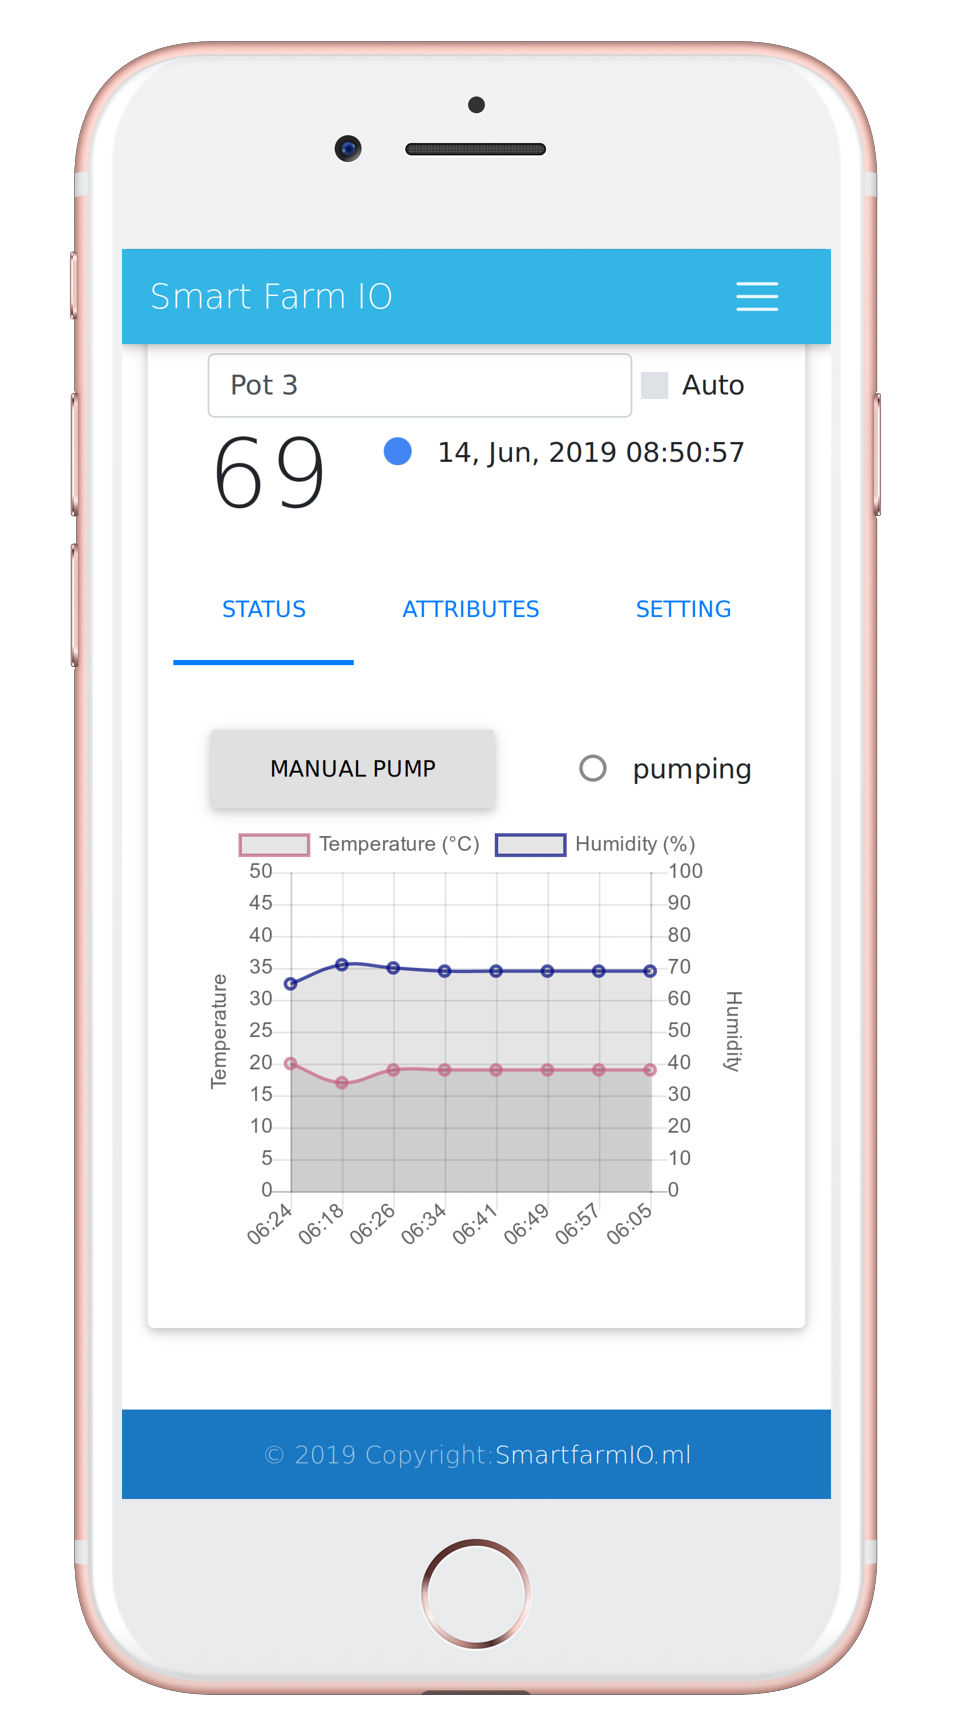 Smart Farm IO
Pot 3
Auto
69
14, Jun, 2019 08:50:57
STATUS ATTRIBUTES SETTING
MANUAL PUMP
pumping
Temperature (°C) Humidity (%)
50 100
45 90
40 80
35 70
30 60
25 50
20 40
15 30
10 20
5 10
0 0
Temperature
Humidity
06:24 06:18 06:26 06:34 06:41 06:49 06:57 06:05
© 2019 Copyright:SmartfarmIO.ml